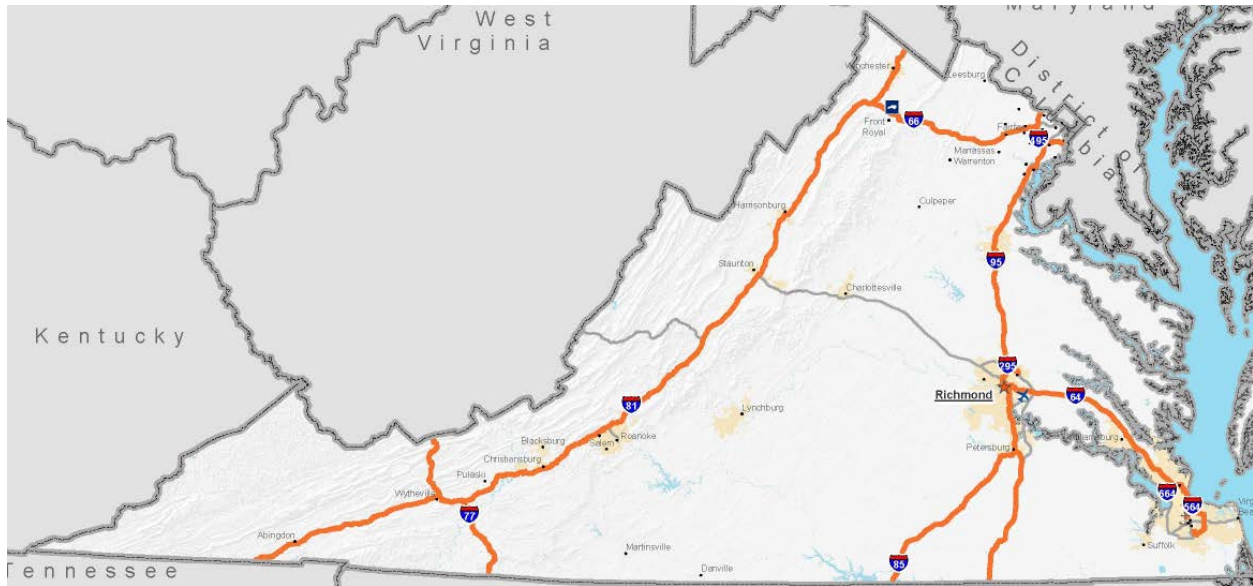 Maryland
West
Virginia
District of
Columbia
Winchester
Leesburg
66
Front
Royal
Fairfax
495
Manassas
Warrenton
Culpeper
Harrisonburg
95
Staunton
Charlottesville
Kentucky
295
Richmond
64
81
Lynchburg
Roanoke
Salem
Blacksburg
Christiansburg
Pulaski
Petersburg
Williamsburg
Wytheville
77
664
564
Abingdon
Suffolk
Martinsville
Danville
85
Tennessee